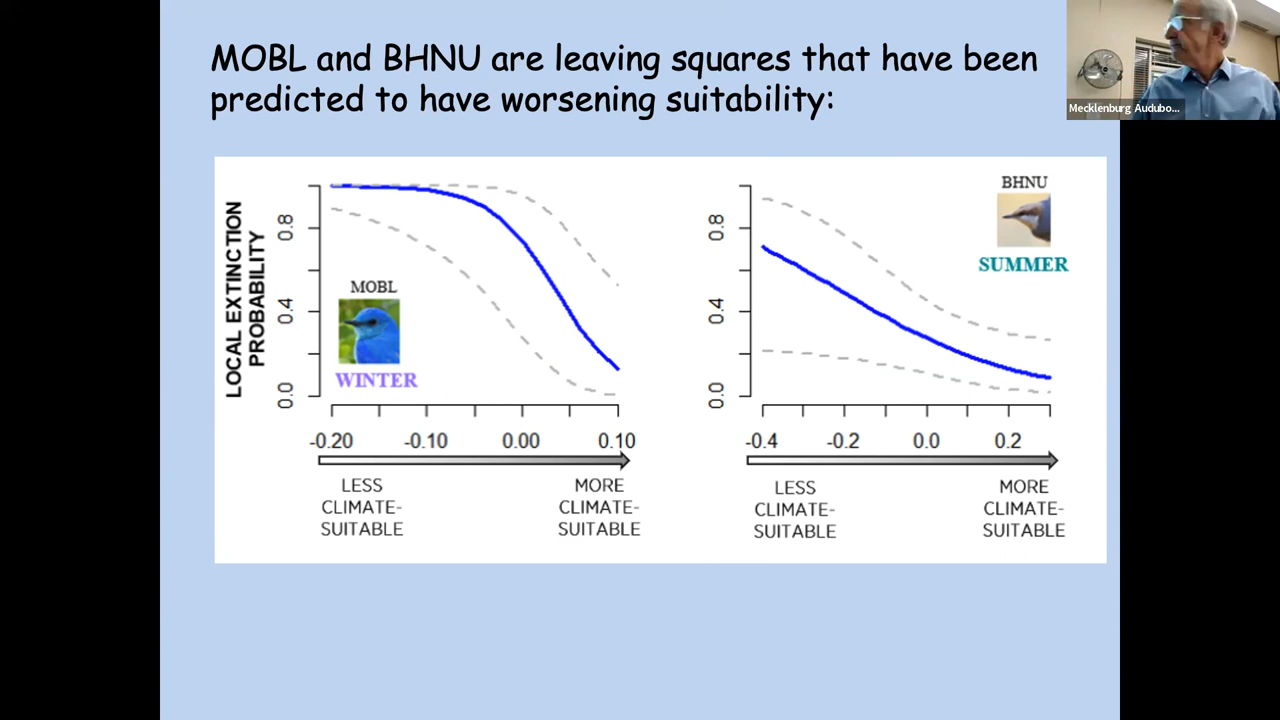 MOBL and BHNU are leaving squares that have been
predicted to have worsening suitability:
Mecklenburg Audubo...
LOCAL EXTINCTION
PROBABILITY
0.8
0.4
0.0
MOBL
WINTER
-0.20 -0.10 0.00 0.10
LESS
CLIMATE-
SUITABLE
MORE
CLIMATE-
SUITABLE
0.8
0.4
0.0
BHNU
SUMMER
-0.4 -0.2 0.0 0.2
LESS
CLIMATE-
SUITABLE
MORE
CLIMATE-
SUITABLE